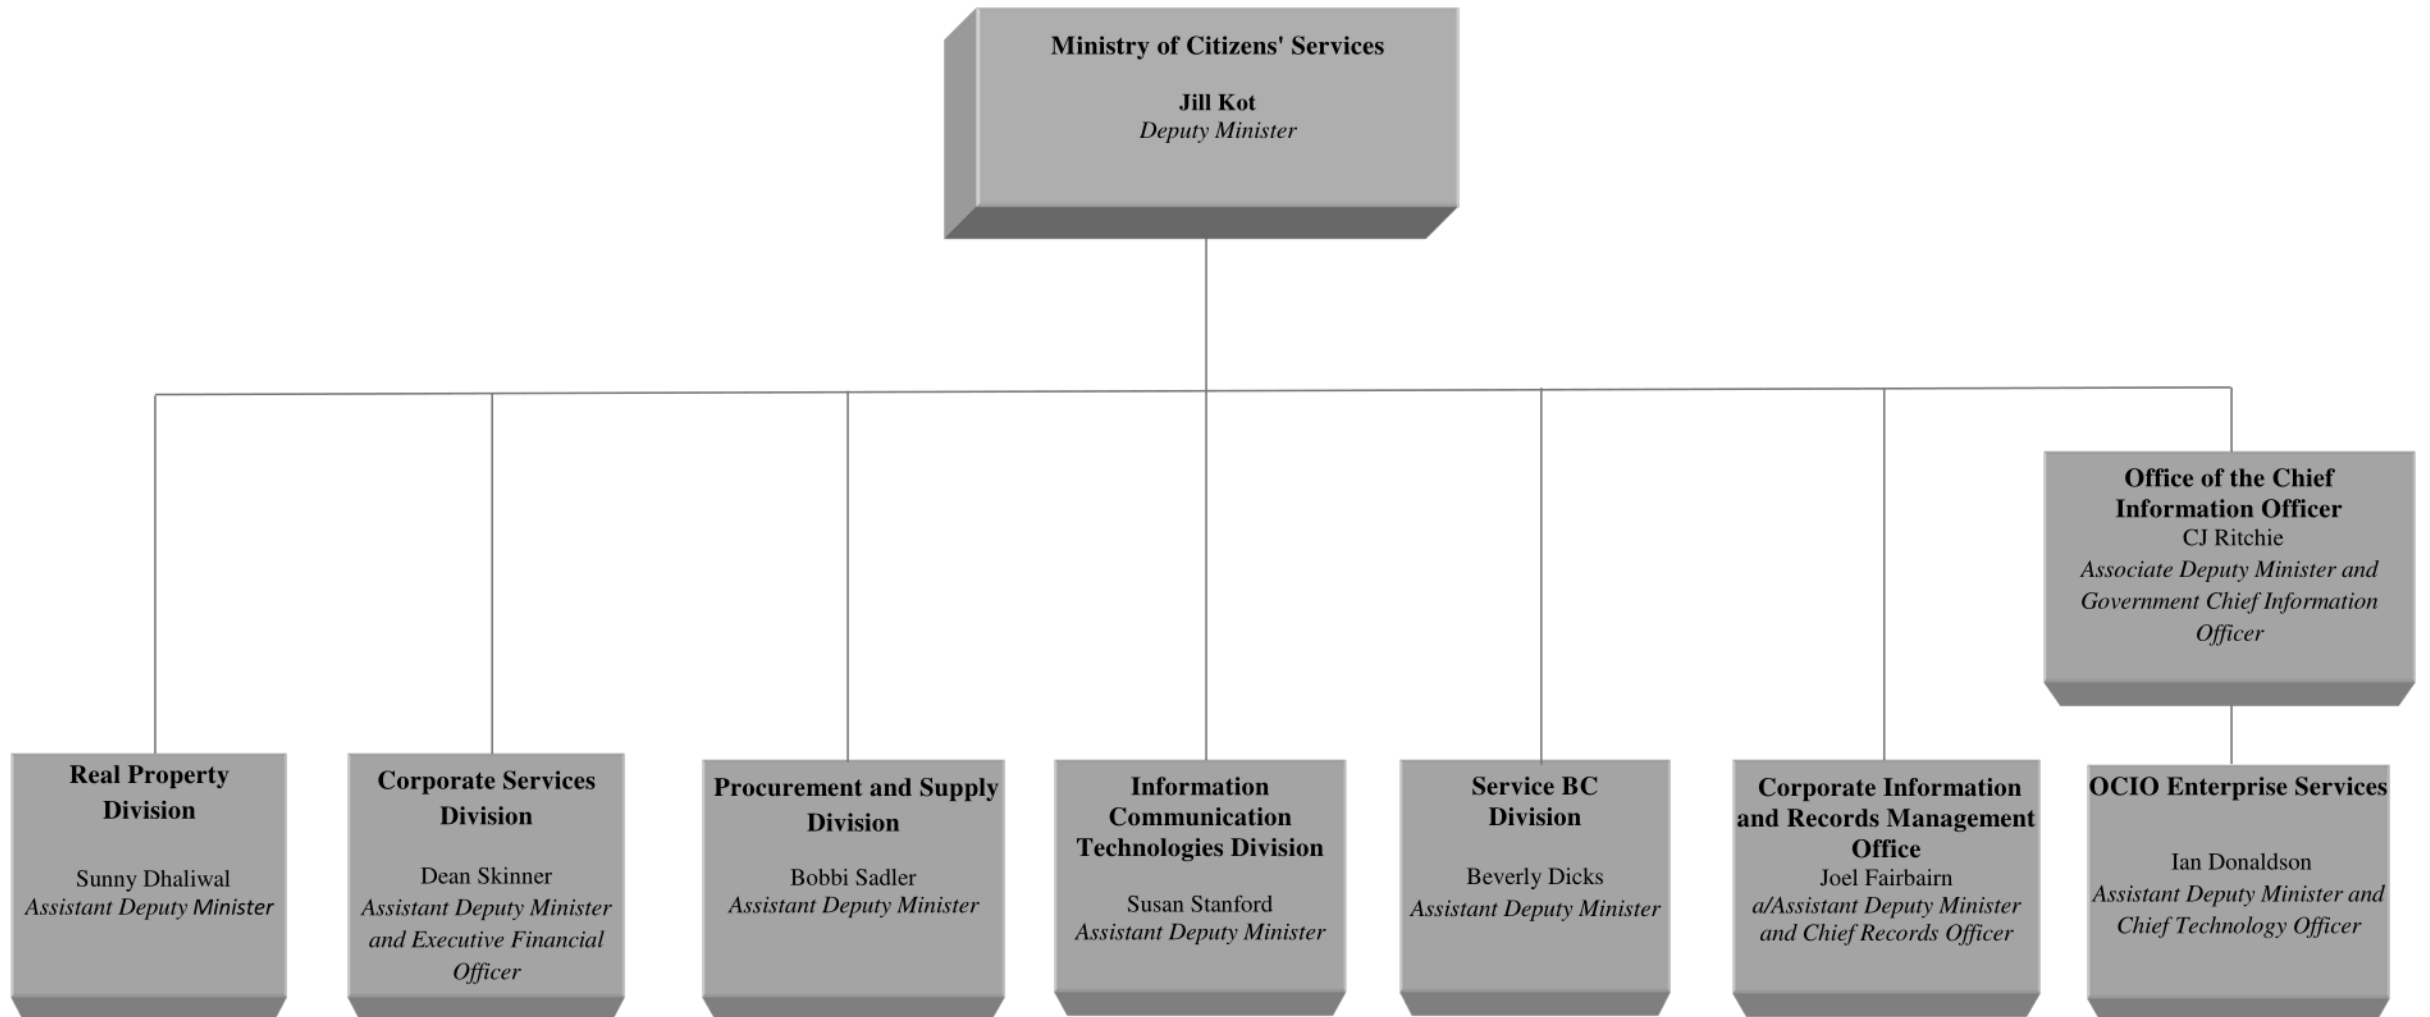 Ministry of Citizens' Services
Jill Kot
Deputy Minister
Office of the Chief
Information Officer
CJ Ritchie
Associate Deputy Minister and
Government Chief Information
Officer
Real Property
Division
Sunny Dhaliwal
Assistant Deputy Minister
Corporate Services
Division
Dean Skinner
Assistant Deputy Minister
and Executive Financial
Officer
Procurement and Supply
Division
Bobbi Sadler
Assistant Deputy Minister
Information
Communication
Technologies Division
Susan Stanford
Assistant Deputy Minister
Service BC
Division
Beverly Dicks
Assistant Deputy Minister
Corporate Information
and Records Management
Office
Joel Fairbairn
a/Assistant Deputy Minister
and Chief Records Officer
OCIO Enterprise Services
Ian Donaldson
Assistant Deputy Minister and
Chief Technology Officer